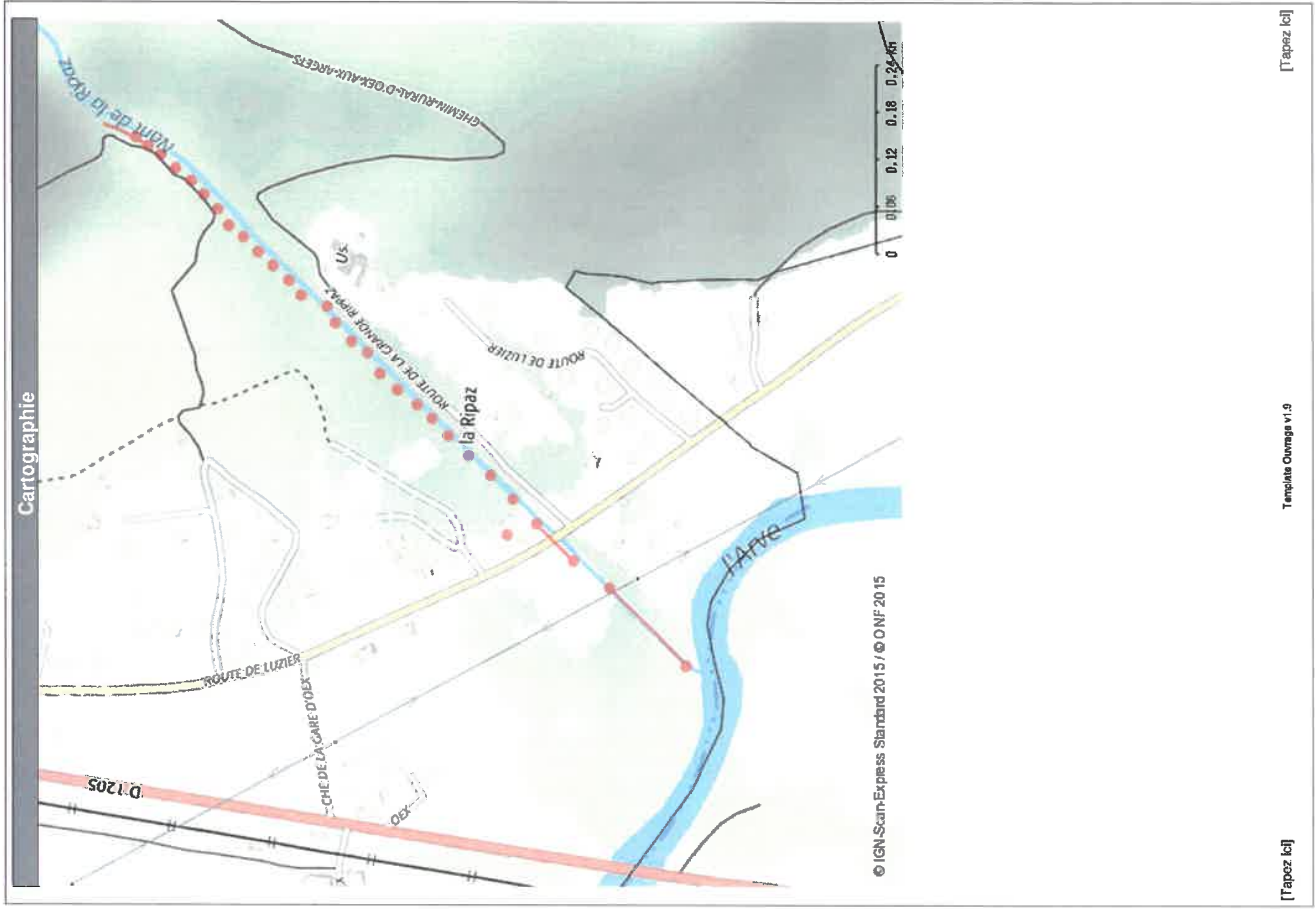 Cartographie
Nant de la Ripaz
CHEMIN-RURAL-D'OEX-AUX-ARGETS
Us.
ROUTE DE LA GRANDE RIPPAZ
ROUTE DE LUZIER
la Ripaz
l'Arve
ROUTE DE LUZIER
CHE DE LA GARE D'OEX
OEX
D 1205
0 0.06 0.12 0.18 0.24 KM
© IGN-Scan-Express Standard 2015 / © ONF 2015
[Tapez ici]
Template Ouvrage v1.9
[Tapez ici]